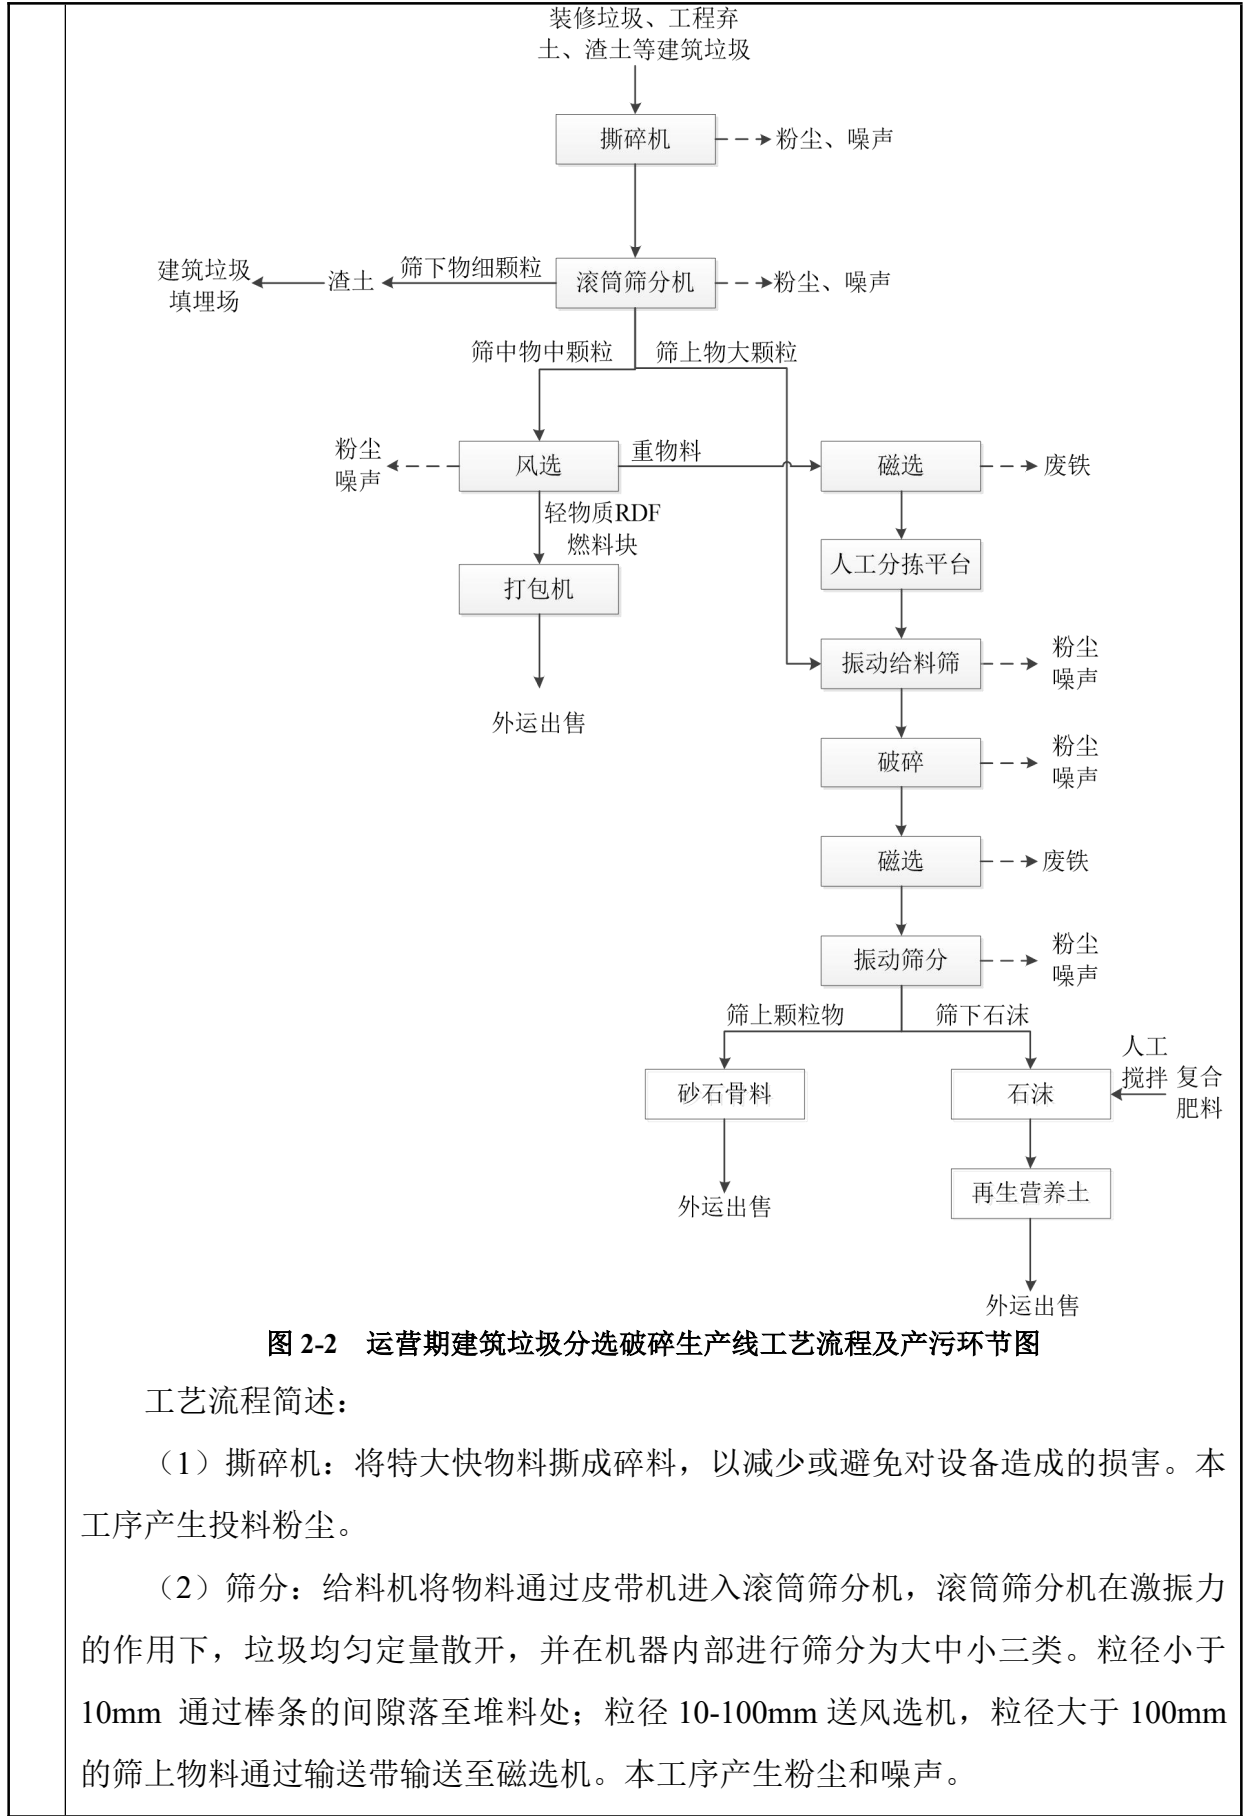 装修垃圾、工程弃
土、渣土等建筑垃圾
撕碎机
粉尘、噪声
建筑垃圾
填埋场
渣土
筛下物细颗粒
滚筒筛分机
粉尘、噪声
筛中物中颗粒
筛上物大颗粒
粉尘
噪声
风选
重物料
磁选
废铁
轻物质RDF
燃料块
人工分拣平台
打包机
振动给料筛
粉尘
噪声
外运出售
破碎
粉尘
噪声
磁选
废铁
振动筛分
粉尘
噪声
筛上颗粒物
筛下石沫
人工
搅拌
复合
肥料
砂石骨料
石沫
再生营养土
外运出售
外运出售
图 2-2 运营期建筑垃圾分选破碎生产线工艺流程及产污环节图
工艺流程简述：
（1）撕碎机：将特大快物料撕成碎料，以减少或避免对设备造成的损害。本
工序产生投料粉尘。
（2）筛分：给料机将物料通过皮带机进入滚筒筛分机，滚筒筛分机在激振力
的作用下，垃圾均匀定量散开，并在机器内部进行筛分为大中小三类。粒径小于
10mm 通过棒条的间隙落至堆料处；粒径 10-100mm 送风选机，粒径大于 100mm
的筛上物料通过输送带输送至磁选机。本工序产生粉尘和噪声。